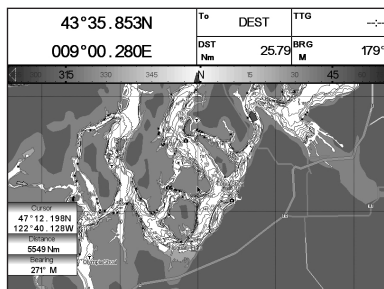 43°35.853N
009°00.280E
To DEST
TTG --:--
DST Nm 25.79
BRG M 179°
300 315 330 345 N 15 30 45
Cursor
47°12.198N
122°40.128W
Distance
5549 Nm
Bearing
271° M